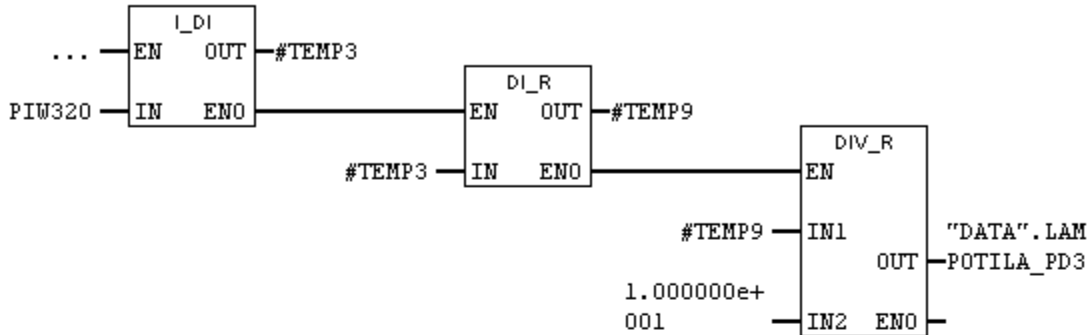 I_DI
... EN OUT #TEMP3
PIW320 IN ENO
DI_R
EN OUT #TEMP9
#TEMP3 IN ENO
DIV_R
EN
#TEMP9 IN1 "DATA".LAM
OUT POTILA_PD3
1.000000e+
001 IN2 ENO